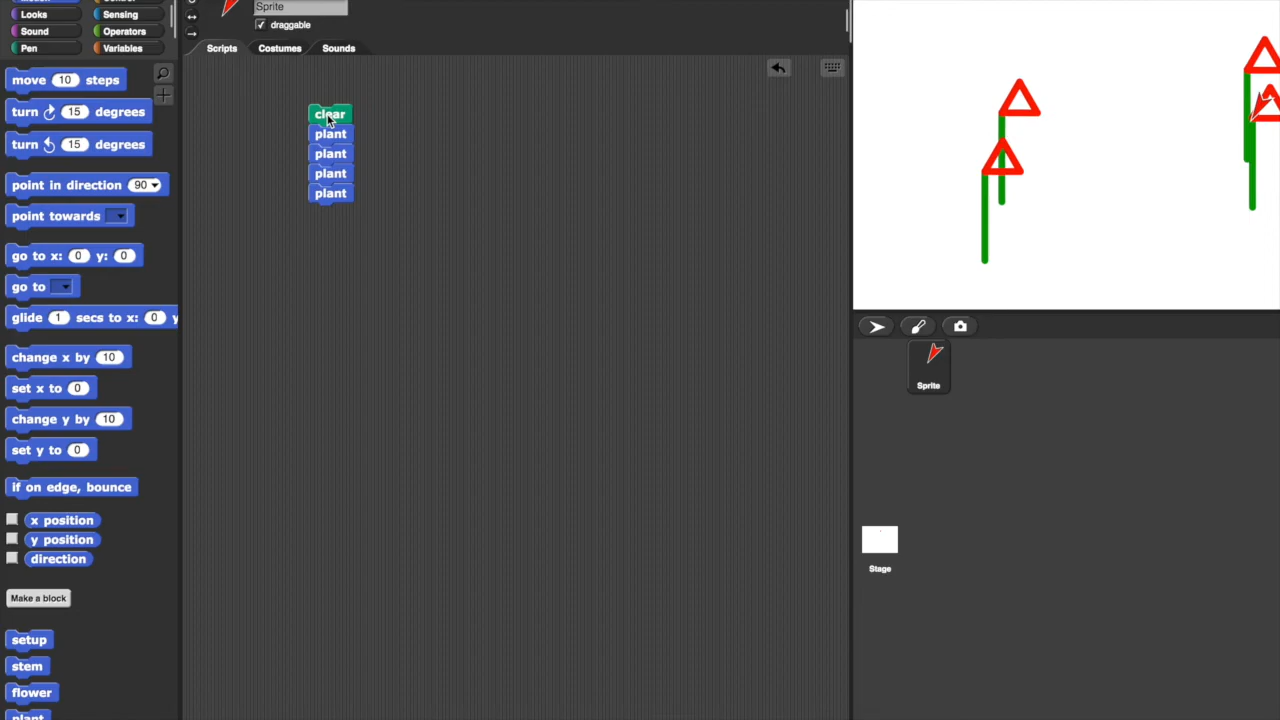 Sprite
Looks Sensing
draggable
Sound Operators
Pen Variables
Scripts Costumes Sounds
move 10 steps
turn 15 degrees
turn 15 degrees
point in direction 90
point towards
go to x: 0 y: 0
go to
glide 1 secs to x: 0 y
change x by 10
set x to 0
change y by 10
set y to 0
if on edge, bounce
x position
y position
direction
Make a block
setup
stem
flower
plant
clear
plant
plant
plant
plant
Sprite
Stage